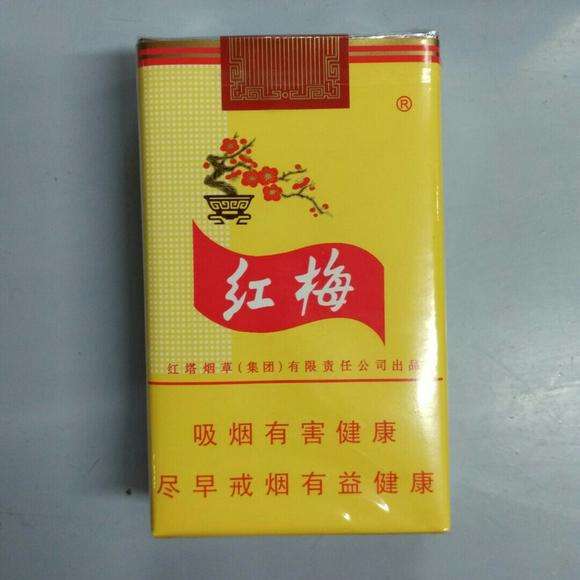 ®
红梅
红塔烟草(集团)有限责任公司出品
吸烟有害健康
尽早戒烟有益健康